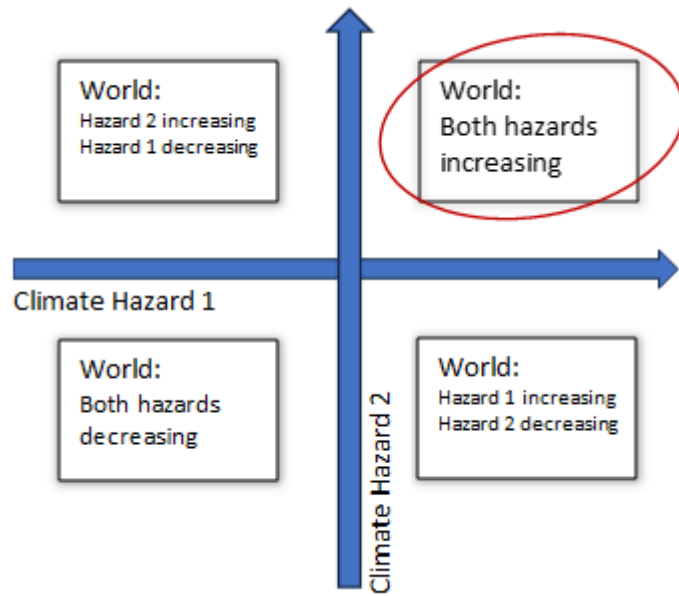 World:
Hazard 2 increasing
Hazard 1 decreasing
World:
Both hazards
increasing
Climate Hazard 1
World:
Both hazards
decreasing
World:
Hazard 1 increasing
Hazard 2 decreasing
Climate Hazard 2